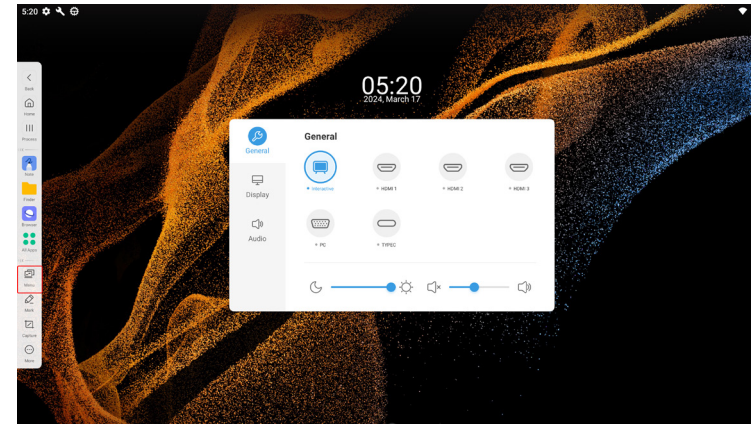 5:20
05:20
2024, March 17
Back
Home
Process
Note
Finder
Browser
All Apps
Menu
Mark
Capture
More
General
Display
Audio
General
Interactive
HDMI 1
HDMI 2
HDMI 3
PC
TYPEC